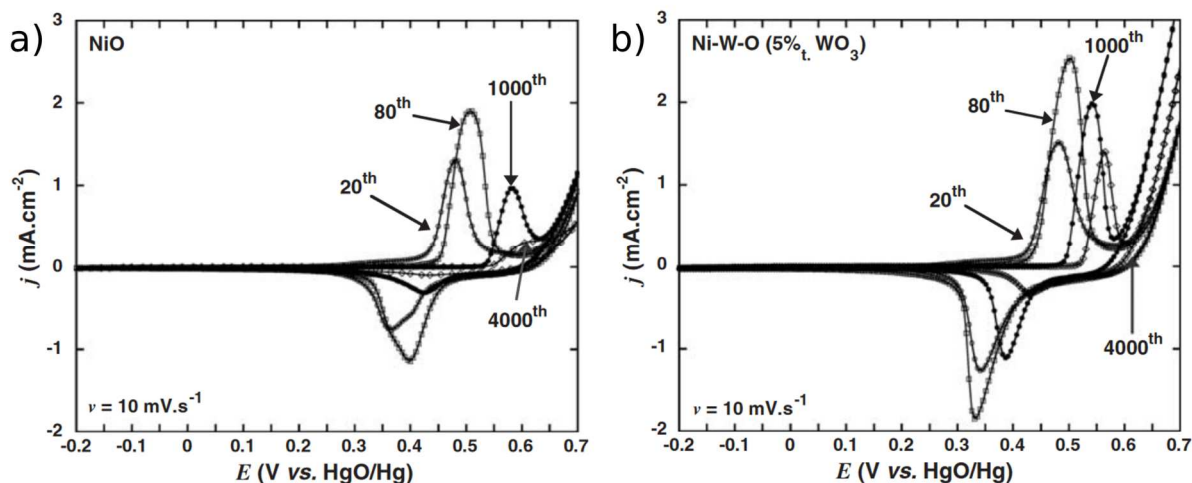 a)
3
2
1
0
-1
-2
-0.2 -0.1 0 0.1 0.2 0.3 0.4 0.5 0.6 0.7
j (mA.cm⁻²)
E (V vs. HgO/Hg)
NiO
1000ᵗʰ
80ᵗʰ
20ᵗʰ
4000ᵗʰ
ν = 10 mV.s⁻¹
b)
3
2
1
0
-1
-2
-0.2 -0.1 0 0.1 0.2 0.3 0.4 0.5 0.6 0.7
j (mA.cm⁻²)
E (V vs. HgO/Hg)
Ni-W-O (5%ₜ. WO₃)
1000ᵗʰ
80ᵗʰ
20ᵗʰ
4000ᵗʰ
ν = 10 mV.s⁻¹